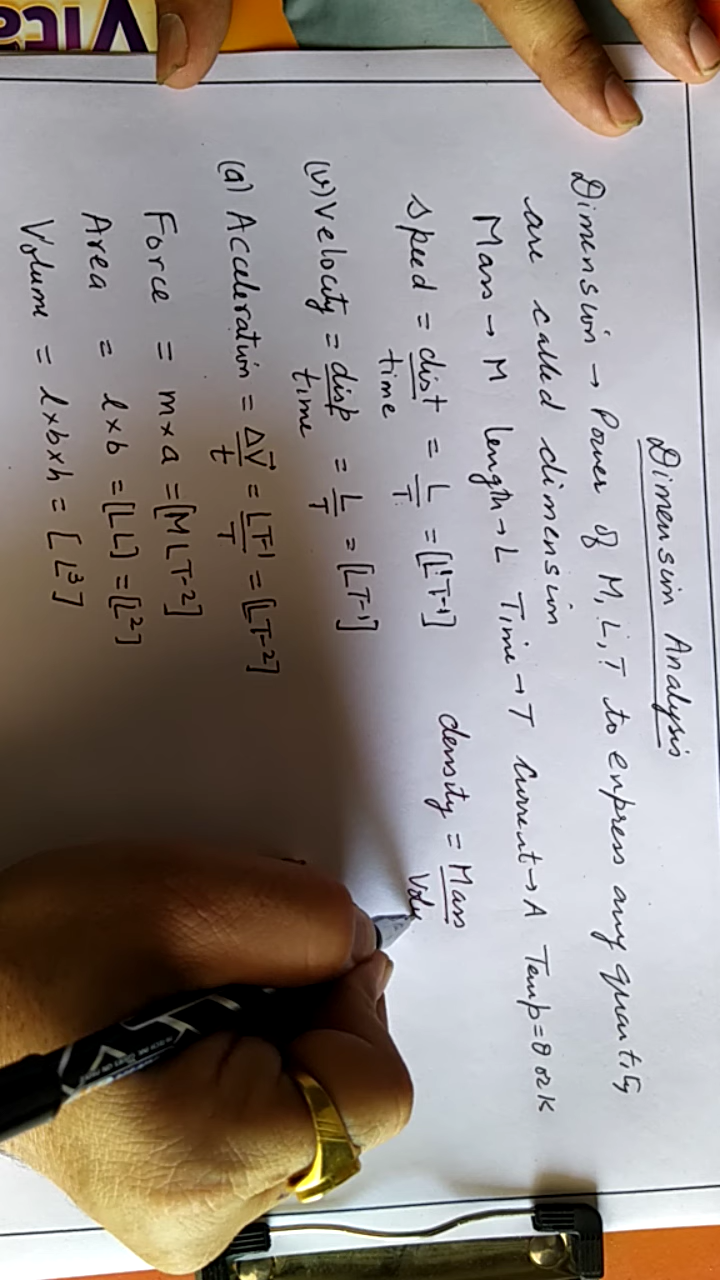 Dimension Analysis
Dimension → Power of M, L, T to express any quantity
are called dimension
Mass → M length → L Time → T Current → A Temp = θ or K
speed = dist/time = L/T = [L¹T-1]
density = Mass/Volu
(v) Velocity = disp/time = L/T = [LT-1]
(a) Acceleration = ΔV⃗/t = LT-1/T = [LT-2]
Force = m×a = [MLT-2]
Area = l×b = [LL] = [L²]
Volume = l×b×h = [L³]
Vita